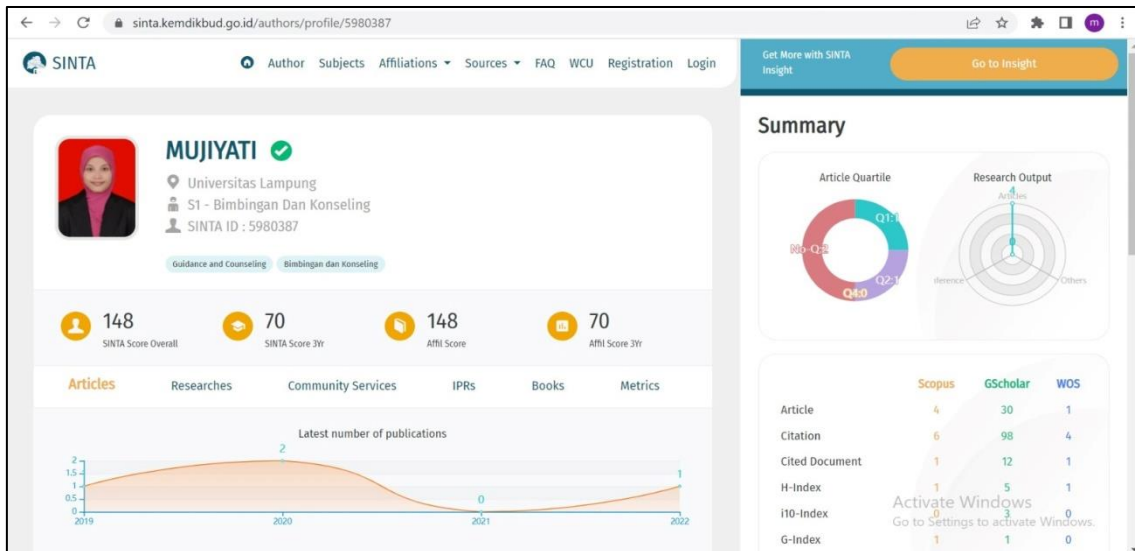 sinta.kemdikbud.go.id/authors/profile/5980387
m
SINTA
Author Subjects Affiliations Sources FAQ WCU Registration Login
Get More with SINTA
Insight
Go to Insight
MUJIYATI
Universitas Lampung
S1 - Bimbingan Dan Konseling
SINTA ID : 5980387
Guidance and Counseling Bimbingan dan Konseling
148
SINTA Score Overall
70
SINTA Score 3Yr
148
Affil Score
70
Affil Score 3Yr
Articles Researches Community Services IPRs Books Metrics
Latest number of publications
2
1.5
1
0.5
0
1
2
0
1
2019 2020 2021 2022
Summary
Article Quartile
Q1:1
No-Q:2
Q2:1
Research Output
4
Articles
Others
Scopus GScholar WOS
Article 4 30 1
Citation 6 98 4
Cited Document 1 12 1
H-Index 1 5 1
i10-Index 0 3 0
G-Index 1 1 0
Activate Windows
Go to Settings to activate Windows.